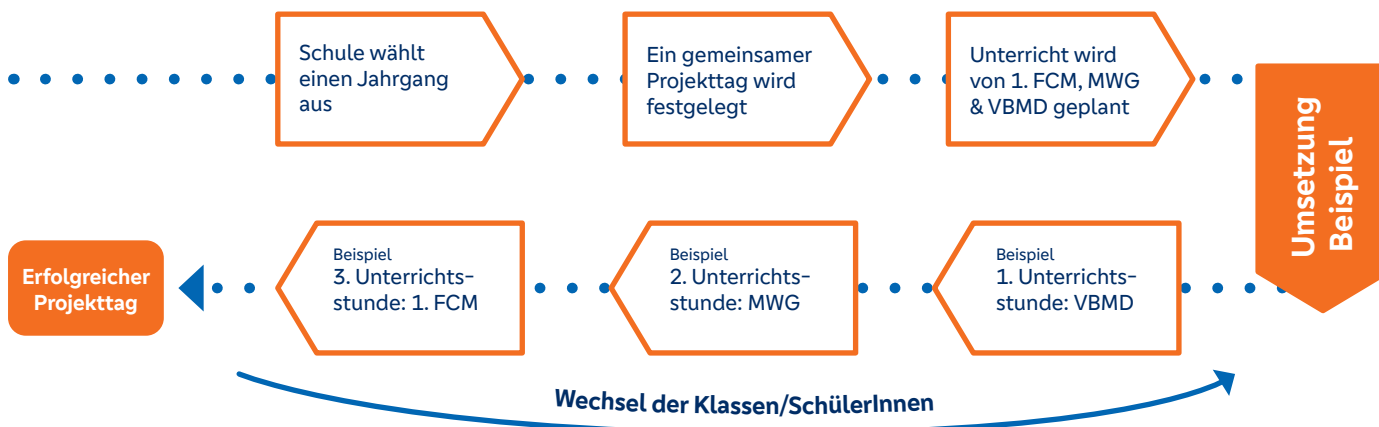 Schule wählt
einen Jahrgang
aus
Ein gemeinsamer
Projekttag wird
festgelegt
Unterricht wird
von 1. FCM, MWG
& VBMD geplant
Umsetzung
Beispiel
Beispiel
1. Unterrichts-
stunde: VBMD
Beispiel
2. Unterrichts-
stunde: MWG
Beispiel
3. Unterrichts-
stunde: 1. FCM
Erfolgreicher
Projekttag
Wechsel der Klassen/SchülerInnen